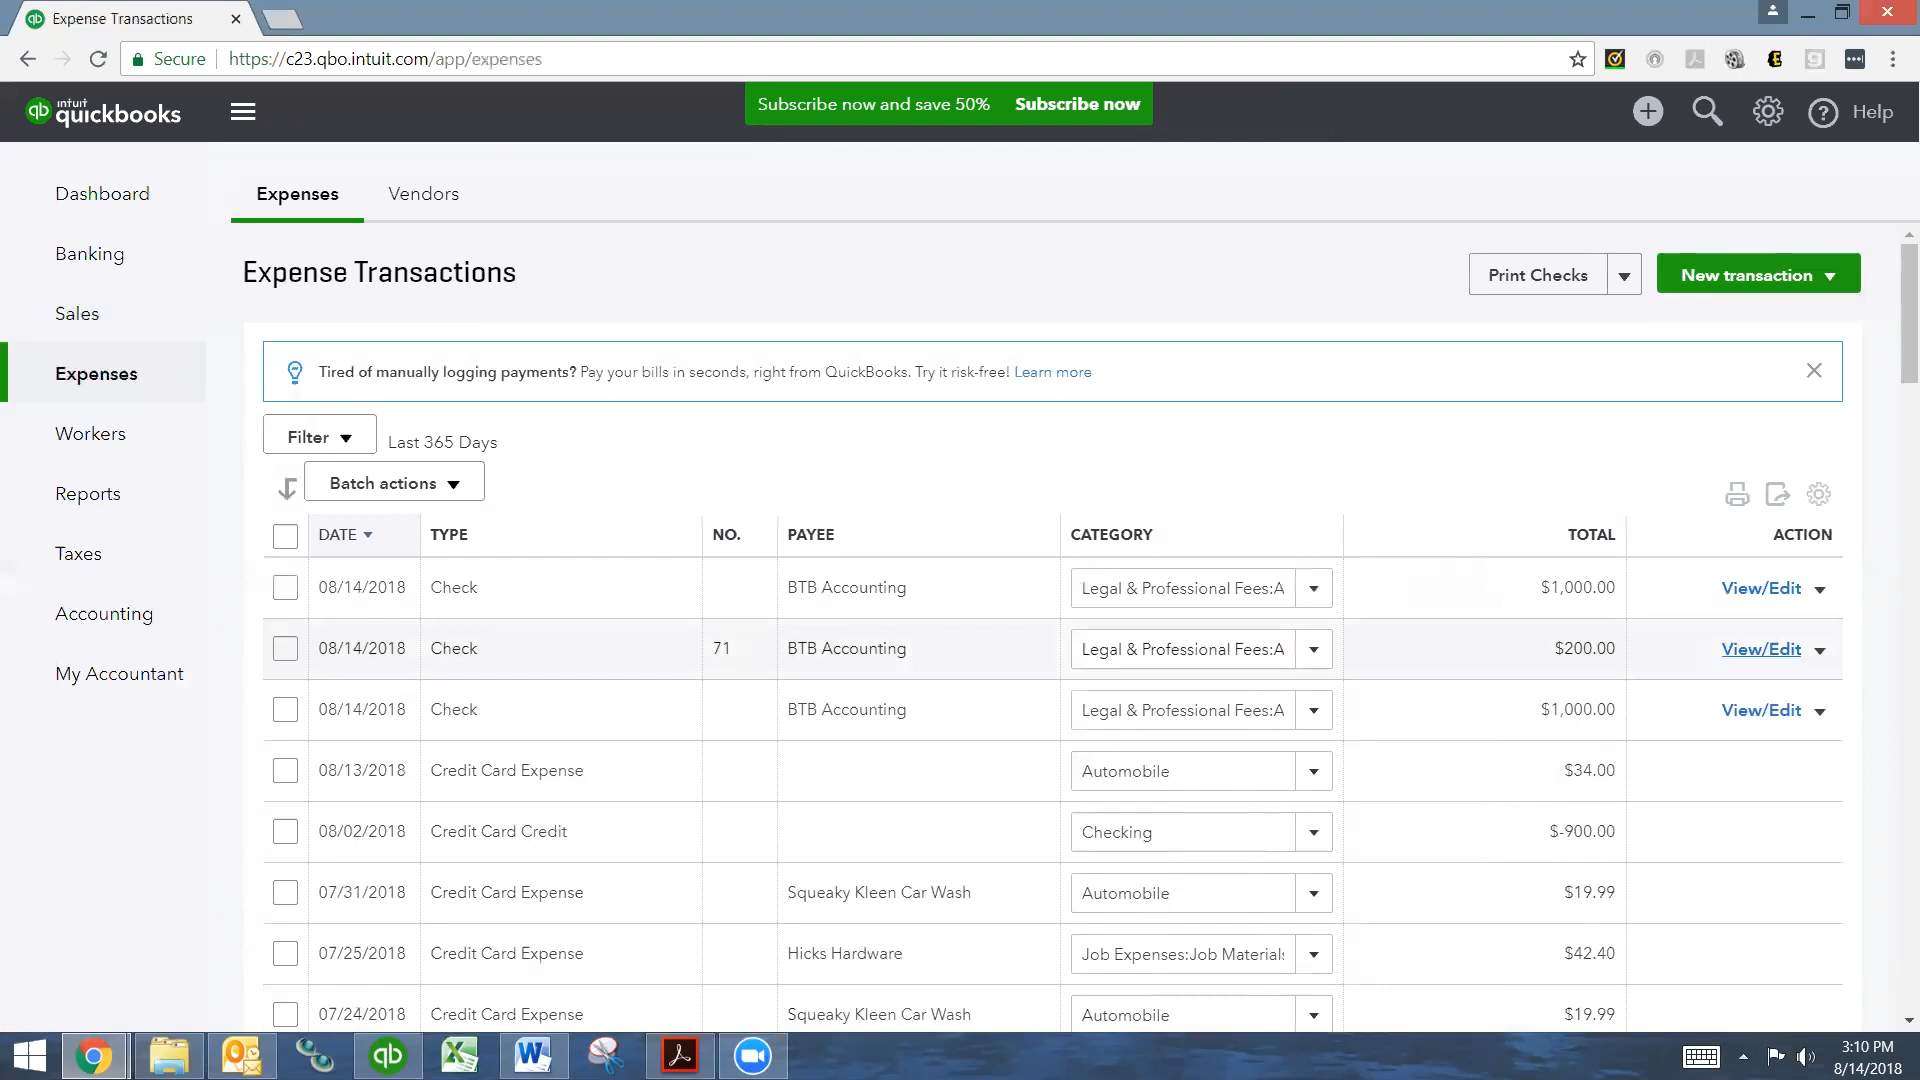 Expense Transactions
Secure https://c23.qbo.intuit.com/app/expenses
intuit quickbooks
Subscribe now and save 50% Subscribe now
Help
Dashboard
Banking
Sales
Expenses
Workers
Reports
Taxes
Accounting
My Accountant
Expenses Vendors
Expense Transactions
Print Checks
New transaction
Tired of manually logging payments? Pay your bills in seconds, right from QuickBooks. Try it risk-free! Learn more
Filter Last 365 Days
Batch actions
DATE TYPE NO. PAYEE CATEGORY TOTAL ACTION
08/14/2018 Check BTB Accounting Legal & Professional Fees:A $1,000.00 View/Edit
08/14/2018 Check 71 BTB Accounting Legal & Professional Fees:A $200.00 View/Edit
08/14/2018 Check BTB Accounting Legal & Professional Fees:A $1,000.00 View/Edit
08/13/2018 Credit Card Expense Automobile $34.00
08/02/2018 Credit Card Credit Checking $-900.00
07/31/2018 Credit Card Expense Squeaky Kleen Car Wash Automobile $19.99
07/25/2018 Credit Card Expense Hicks Hardware Job Expenses:Job Materials $42.40
07/24/2018 Credit Card Expense Squeaky Kleen Car Wash Automobile $19.99
3:10 PM
8/14/2018